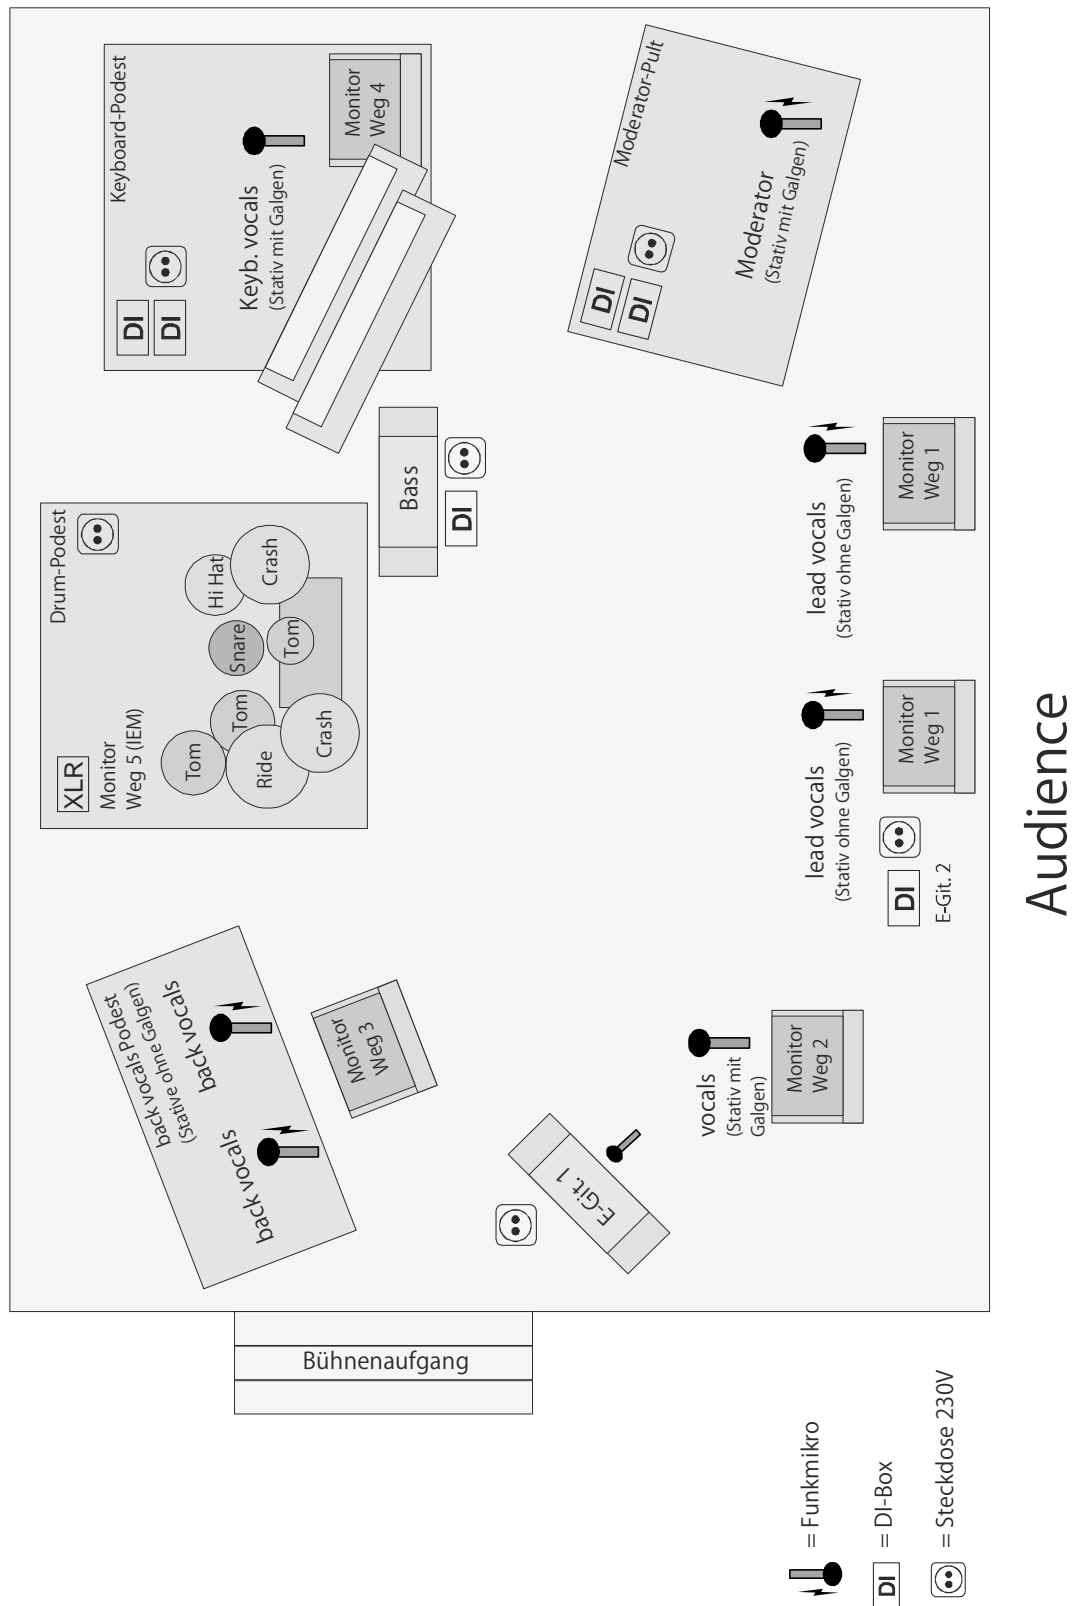 Drum-Podest
XLR
Monitor
Weg 5 (IEM)
Tom
Tom
Ride
Crash
Snare
Tom
Hi Hat
Crash
Keyboard-Podest
DI
DI
Keyb. vocals
(Stativ mit Galgen)
Monitor
Weg 4
Bass
DI
back vocals Podest
(Stative ohne Galgen)
back vocals
back vocals
Monitor
Weg 3
E-Git. 1
Bühnenaufgang
vocals
(Stativ mit
Galgen)
Monitor
Weg 2
lead vocals
(Stativ ohne Galgen)
Monitor
Weg 1
DI
E-Git. 2
lead vocals
(Stativ ohne Galgen)
Monitor
Weg 1
Moderator-Pult
DI
DI
Moderator
(Stativ mit Galgen)
= Funkmikro
DI = DI-Box
= Steckdose 230V
Audience